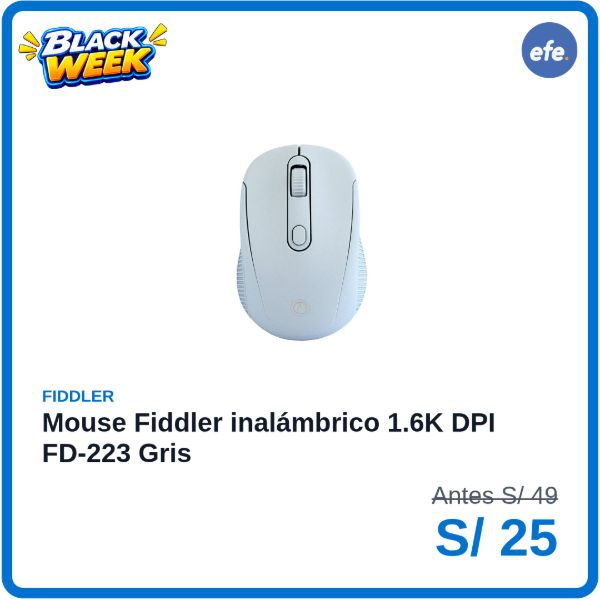 BLACK
WEEK
efe.
FIDDLER
Mouse Fiddler inalámbrico 1.6K DPI
FD-223 Gris
Antes S/ 49
S/ 25